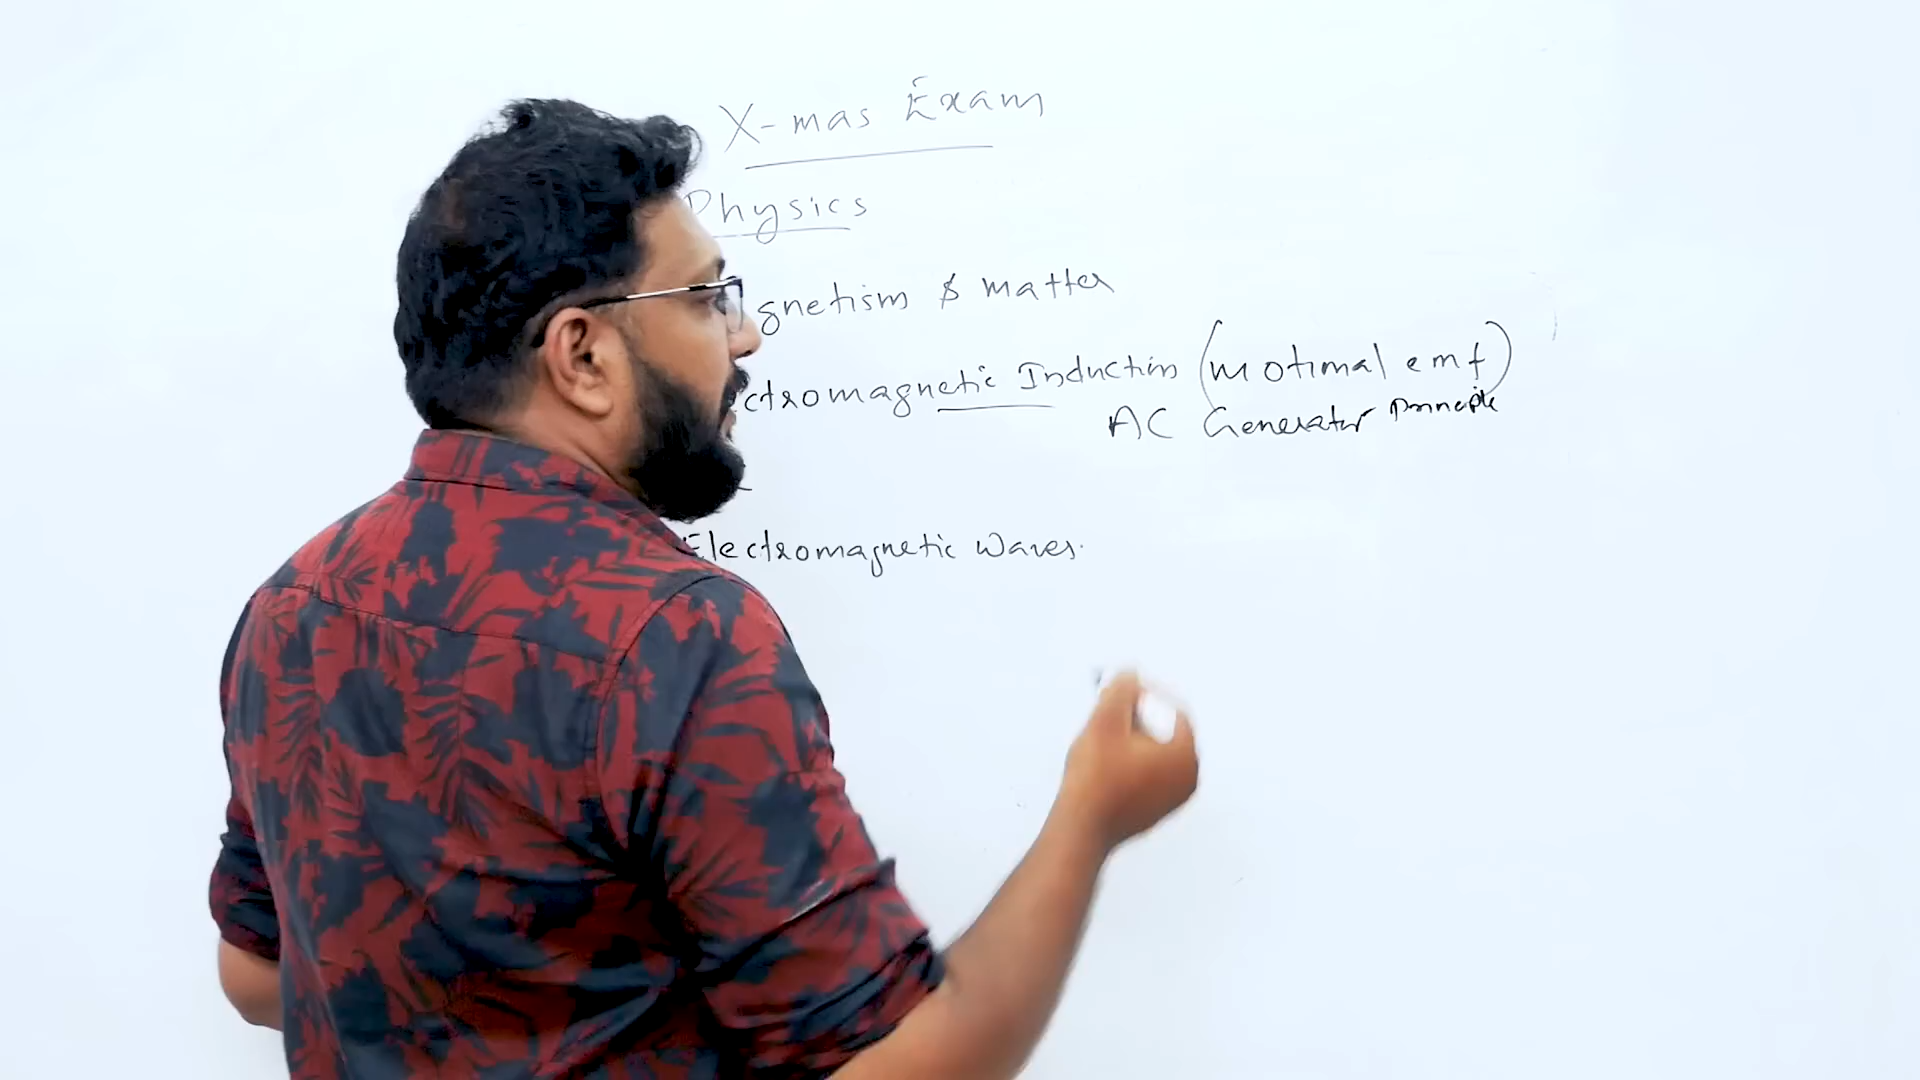 X-mas Exam
Physics
gnetism & matter
ctromagnetic Induction (motional emf)
AC Generator Principle
Electromagnetic Waves.